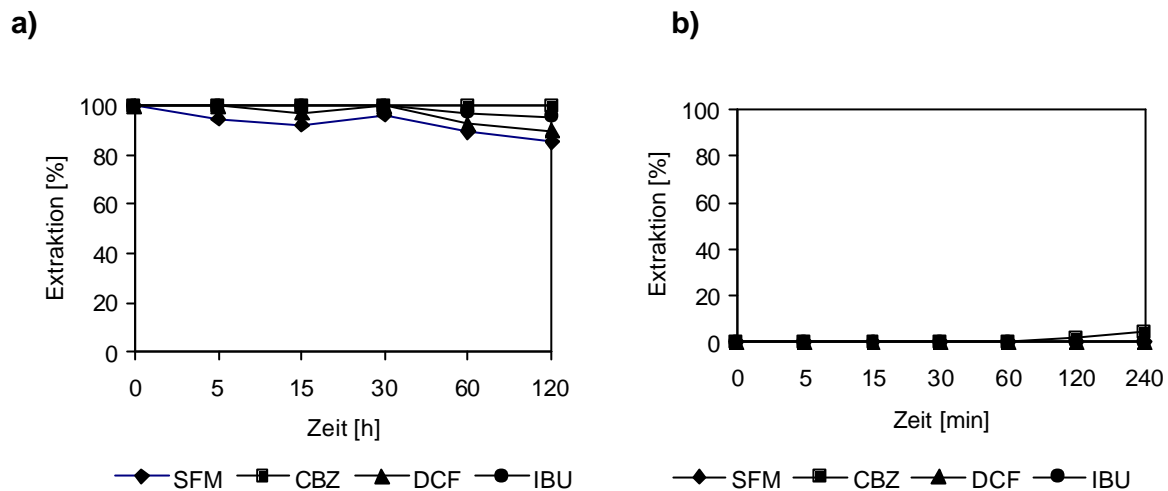 a)
100
80
60
40
20
0
Extraktion [%]
0 5 15 30 60 120
Zeit [h]
SFM CBZ DCF IBU
b)
100
80
60
40
20
0
Extraktion [%]
0 5 15 30 60 120 240
Zeit [min]
SFM CBZ DCF IBU